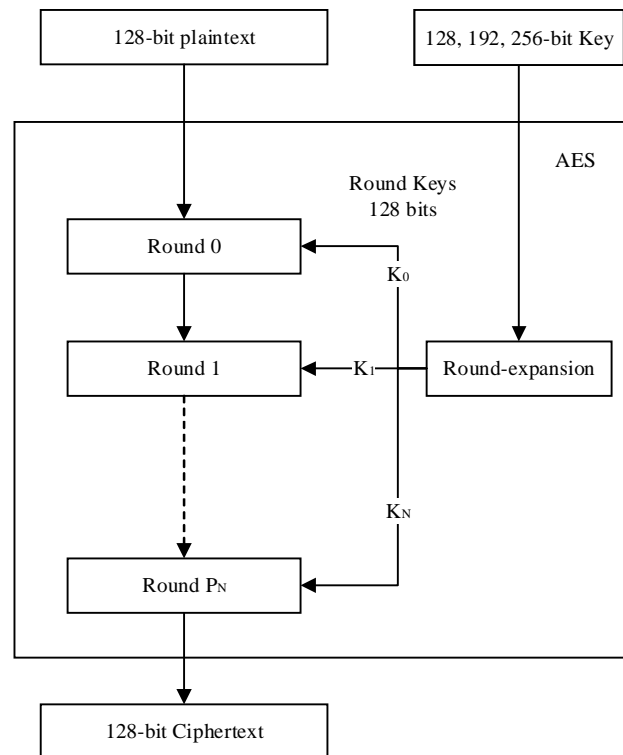 128-bit plaintext
128, 192, 256-bit Key
AES
Round Keys
128 bits
Round 0
K0
Round 1
K1
Round-expansion
KN
Round PN
128-bit Ciphertext